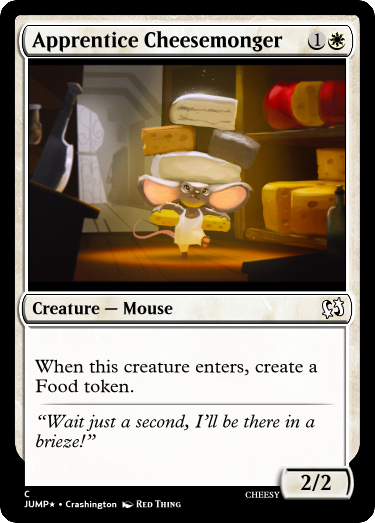 Apprentice Cheesemonger 1
Creature — Mouse
When this creature enters, create a
Food token.
“Wait just a second, I’ll be there in a
brieze!”
2/2
C
JUMP★ • Crashington RED THING
CHEESY